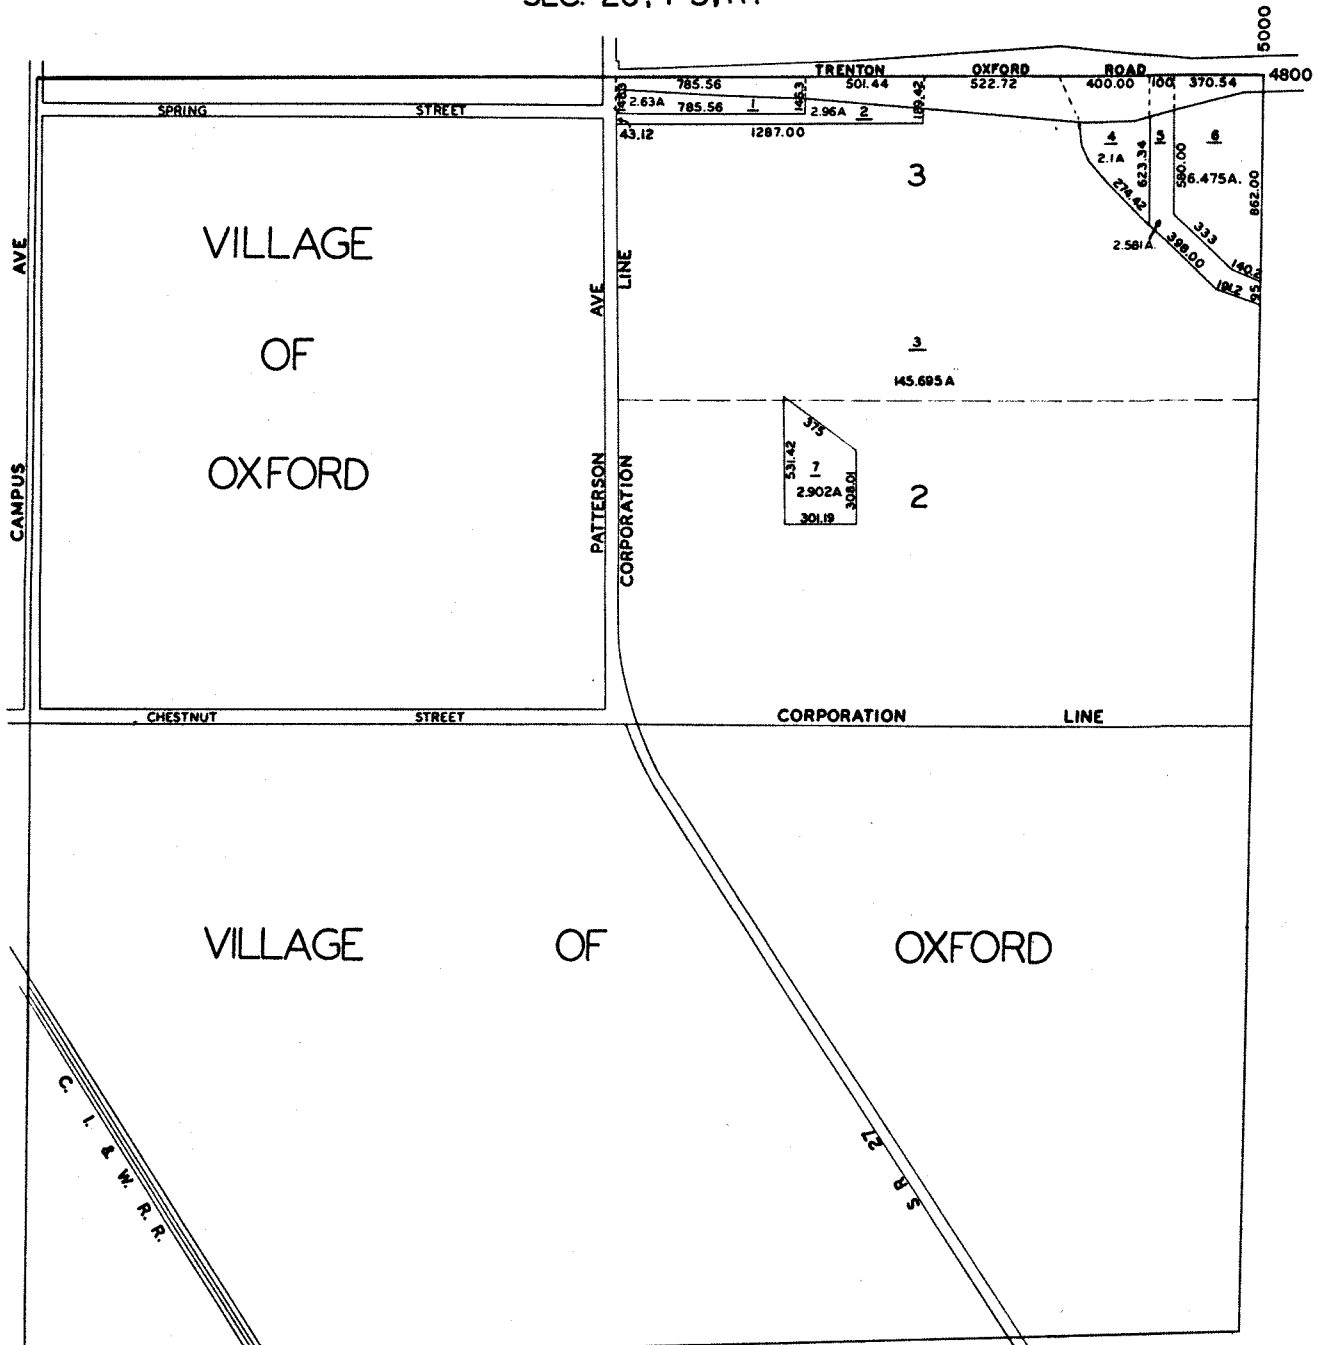 5000
TRENTON OXFORD ROAD
4800
785.56 501.44 522.72 400.00 100 370.54
2.63A 785.56 1 146.3 2.96A 2
43.12 1287.00
SPRING STREET
3
4
2.1A
5
6
6.475A.
623.34
580.00
862.00
274.42
2.581A.
398.00
333
140.2
191.2
95
VILLAGE
OF
OXFORD
CAMPUS AVE
PATTERSON AVE
CORPORATION LINE
3
145.695A
375
531.42
7
2.902A
308.01
301.19
2
CHESTNUT STREET
CORPORATION LINE
VILLAGE OF OXFORD
C. I. & W. R. R.
S R 27